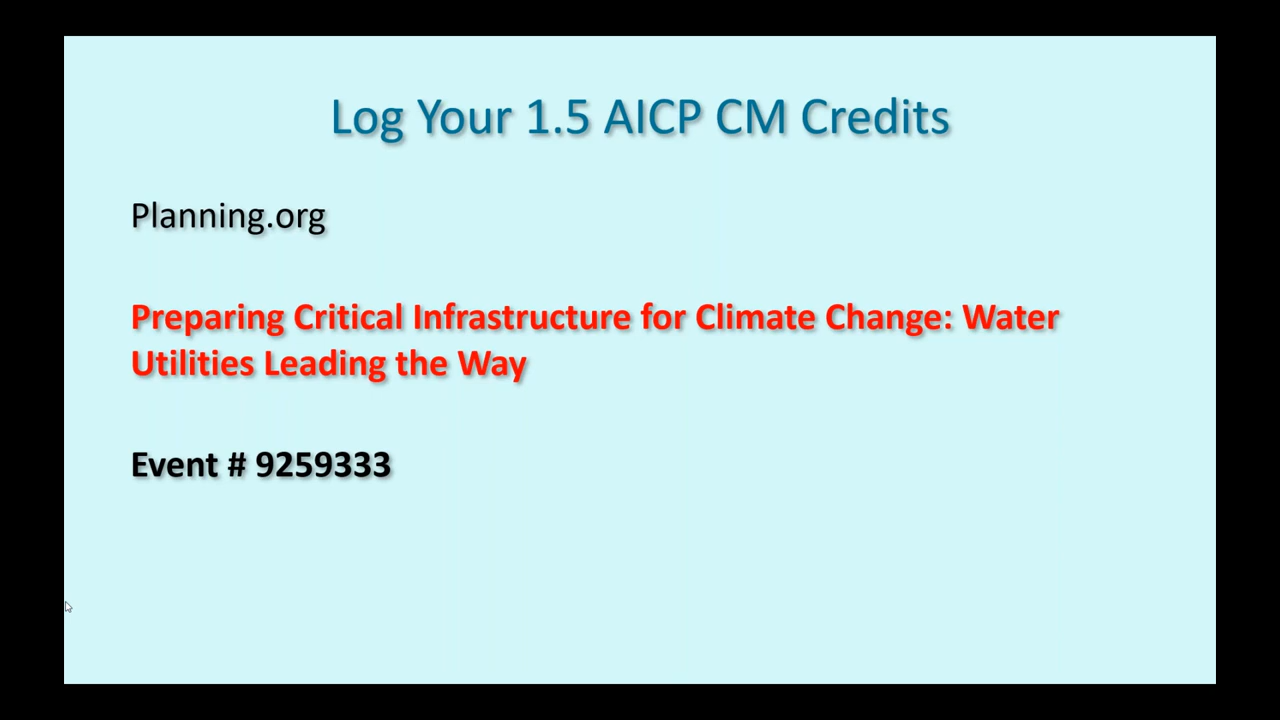 Log Your 1.5 AICP CM Credits
Planning.org
Preparing Critical Infrastructure for Climate Change: Water
Utilities Leading the Way
Event # 9259333